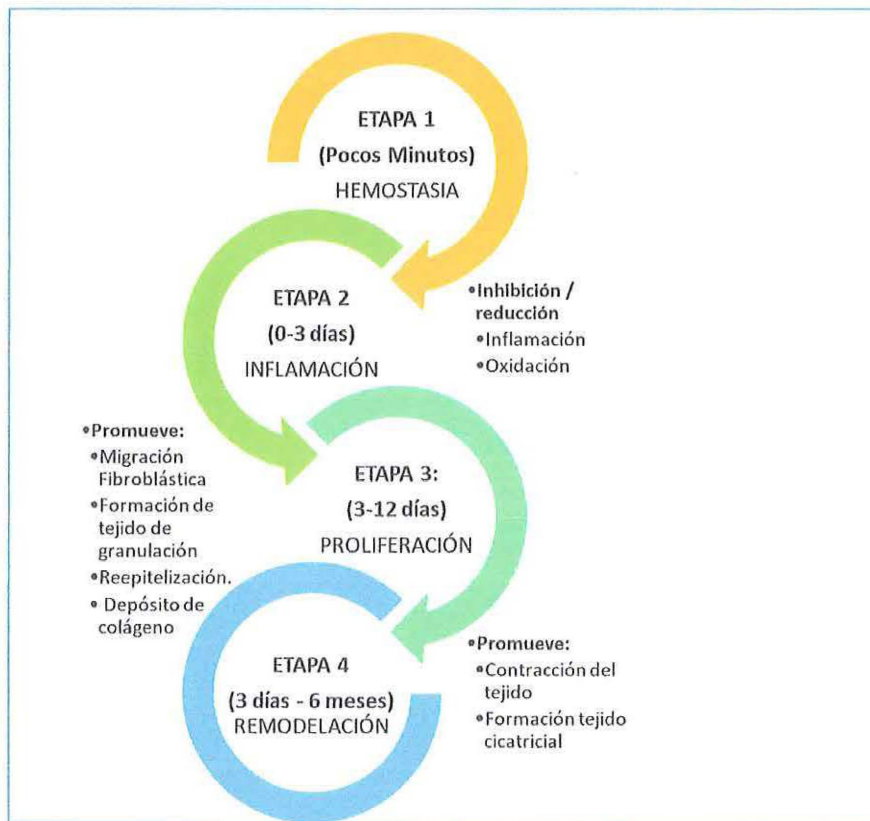 ETAPA 1
(Pocos Minutos)
HEMOSTASIA
ETAPA 2
(0-3 días)
INFLAMACIÓN
•Inhibición /
reducción
•Inflamación
•Oxidación
•Promueve:
•Migración
Fibroblástica
•Formación de
tejido de
granulación
•Reepitelización.
• Depósito de
colágeno
ETAPA 3:
(3-12 días)
PROLIFERACIÓN
ETAPA 4
(3 días - 6 meses)
REMODELACIÓN
•Promueve:
•Contracción del
tejido
•Formación tejido
cicatricial